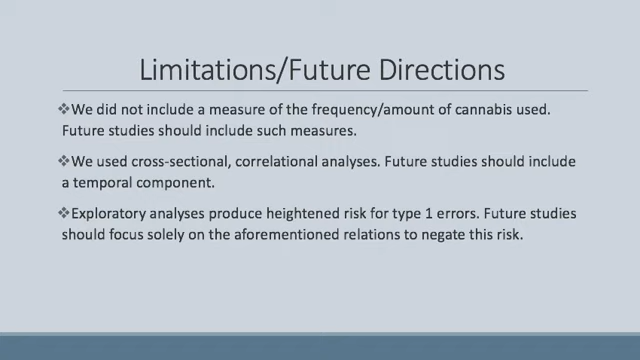 Limitations/Future Directions
❖We did not include a measure of the frequency/amount of cannabis used.
Future studies should include such measures.
❖We used cross-sectional, correlational analyses. Future studies should include
a temporal component.
❖Exploratory analyses produce heightened risk for type 1 errors. Future studies
should focus solely on the aforementioned relations to negate this risk.